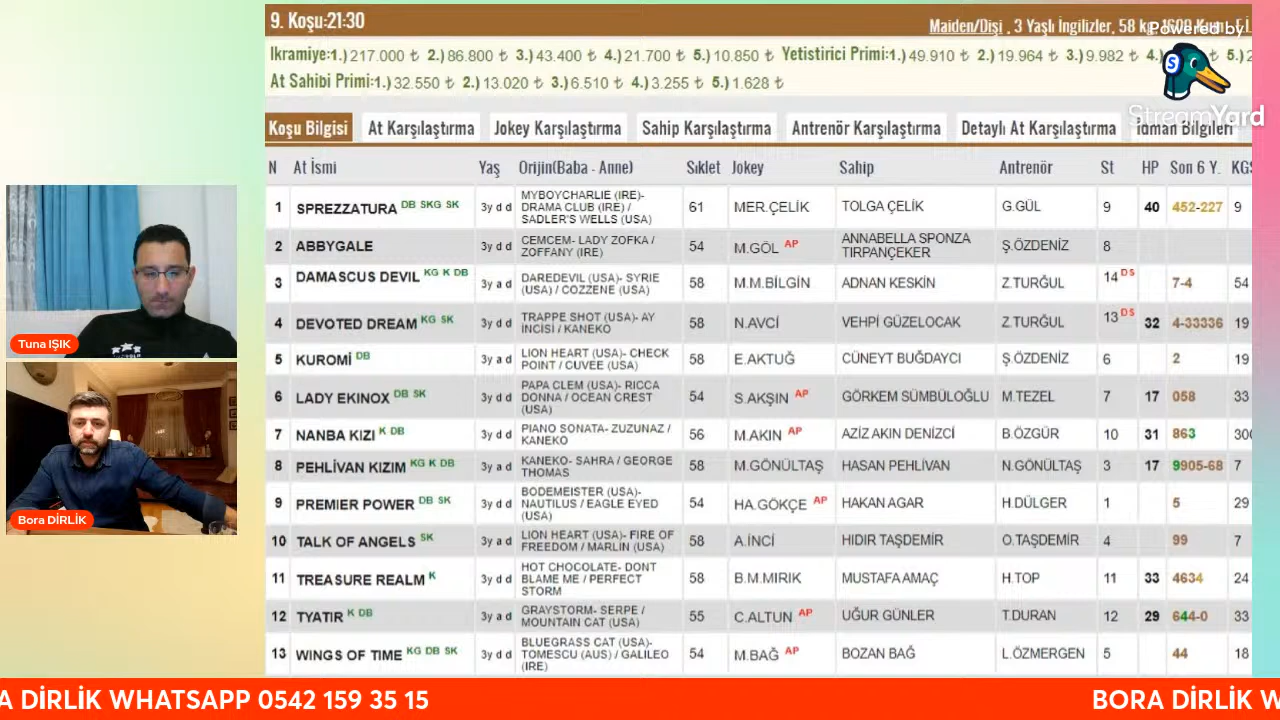 9. Koşu:21:30
Maiden/Dişi , 3 Yaşlı İngilizler, 58 kg,
Powered by
StreamYard
İkramiye:1.)217.000 ₺ 2.)86.800 ₺ 3.)43.400 ₺ 4.)21.700 ₺ 5.)10.850 ₺ Yetistirici Primi:1.)49.910 ₺ 2.)19.964 ₺ 3.)9.982 ₺
At Sahibi Primi:1.)32.550 ₺ 2.)13.020 ₺ 3.)6.510 ₺ 4.)3.255 ₺ 5.)1.628 ₺
Koşu Bilgisi At Karşılaştırma Jokey Karşılaştırma Sahip Karşılaştırma Antrenör Karşılaştırma Detaylı At Karşılaştırma İdman Bilgileri
N At İsmi Yaş Orijin(Baba - Anne) Sıklet Jokey Sahip Antrenör St HP Son 6 Y. KGS
1 SPREZZATURA DB SKG SK 3y d d MYBOYCHARLIE (IRE)- DRAMA CLUB (IRE) / SADLER'S WELLS (USA) 61 MER.ÇELİK TOLGA ÇELİK G.GÜL 9 40 452-227 9
2 ABBYGALE 3y d d CEMCEM- LADY ZOFKA / ZOFFANY (IRE) 54 M.GÖL AP ANNABELLA SPONZA TIRPANÇEKER Ş.ÖZDENİZ 8
3 DAMASCUS DEVIL KG K DB 3y a d DAREDEVIL (USA)- SYRIE (USA) / COZZENE (USA) 58 M.M.BİLGİN ADNAN KESKİN Z.TURĞUL 14 DS 7-4 54
4 DEVOTED DREAM KG SK 3y d d TRAPPE SHOT (USA)- AY İNCİSİ / KANEKO 58 N.AVCİ VEHPİ GÜZELOCAK Z.TURĞUL 13 DS 32 4-33336 19
5 KUROMİ DB 3y a d LION HEART (USA)- CHECK POINT / CUVEE (USA) 58 E.AKTUĞ CÜNEYT BUĞDAYCI Ş.ÖZDENİZ 6 2 19
6 LADY EKINOX DB SK 3y d d PAPA CLEM (USA)- RICCA DONNA / OCEAN CREST (USA) 54 S.AKŞIN AP GÖRKEM SÜMBÜLOĞLU M.TEZEL 7 17 058 33
7 NANBA KIZI K DB 3y d d PIANO SONATA- ZUZUNAZ / KANEKO 56 M.AKIN AP AZİZ AKIN DENİZCİ B.ÖZGÜR 10 31 863 300
8 PEHLİVAN KIZIM KG K DB 3y a d KANEKO- SAHRA / GEORGE THOMAS 58 M.GÖNÜLTAŞ HASAN PEHLİVAN N.GÖNÜLTAŞ 3 17 9905-68 7
9 PREMIER POWER DB SK 3y d d BODEMEISTER (USA)- NAUTILUS / EAGLE EYED (USA) 54 HA.GÖKÇE AP HAKAN AGAR H.DÜLGER 1 5 29
10 TALK OF ANGELS SK 3y a d LION HEART (USA)- FIRE OF FREEDOM / MARLIN (USA) 58 A.İNCİ HIDIR TAŞDEMİR O.TAŞDEMİR 4 99 7
11 TREASURE REALM K 3y d d HOT CHOCOLATE- DONT BLAME ME / PERFECT STORM 58 B.M.MIRIK MUSTAFA AMAÇ H.TOP 11 33 4634 24
12 TYATIR K DB 3y a d GRAYSTORM- SERPE / MOUNTAIN CAT (USA) 55 C.ALTUN AP UĞUR GÜNLER T.DURAN 12 29 644-0 33
13 WINGS OF TIME KG DB SK 3y d d BLUEGRASS CAT (USA)- TOMESCU (AUS) / GALILEO (IRE) 54 M.BAĞ AP BOZAN BAĞ L.ÖZMERGEN 5 44 18
Tuna IŞIK
Bora DİRLİK
A DİRLİK WHATSAPP 0542 159 35 15
BORA DİRLİK W